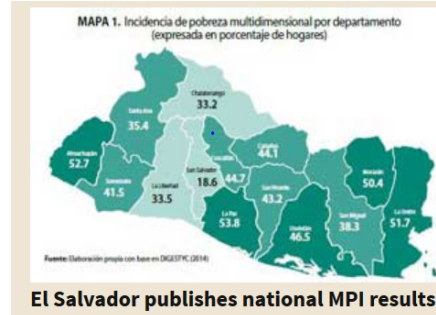 MAPA 1. Incidencia de pobreza multidimensional por departamento
(expresada en porcentaje de hogares)
Chalatenango
33.2
Santa Ana
35.4
Ahuachapán
52.7
Sonsonate
41.5
La Libertad
33.5
San Salvador
18.6
Cuscatlán
44.7
Cabañas
44.1
San Vicente
43.2
La Paz
53.8
Usulután
46.5
San Miguel
38.3
Morazán
50.4
La Unión
51.7
Fuente: Elaboración propia con base en DIGESTYC (2014)
El Salvador publishes national MPI results